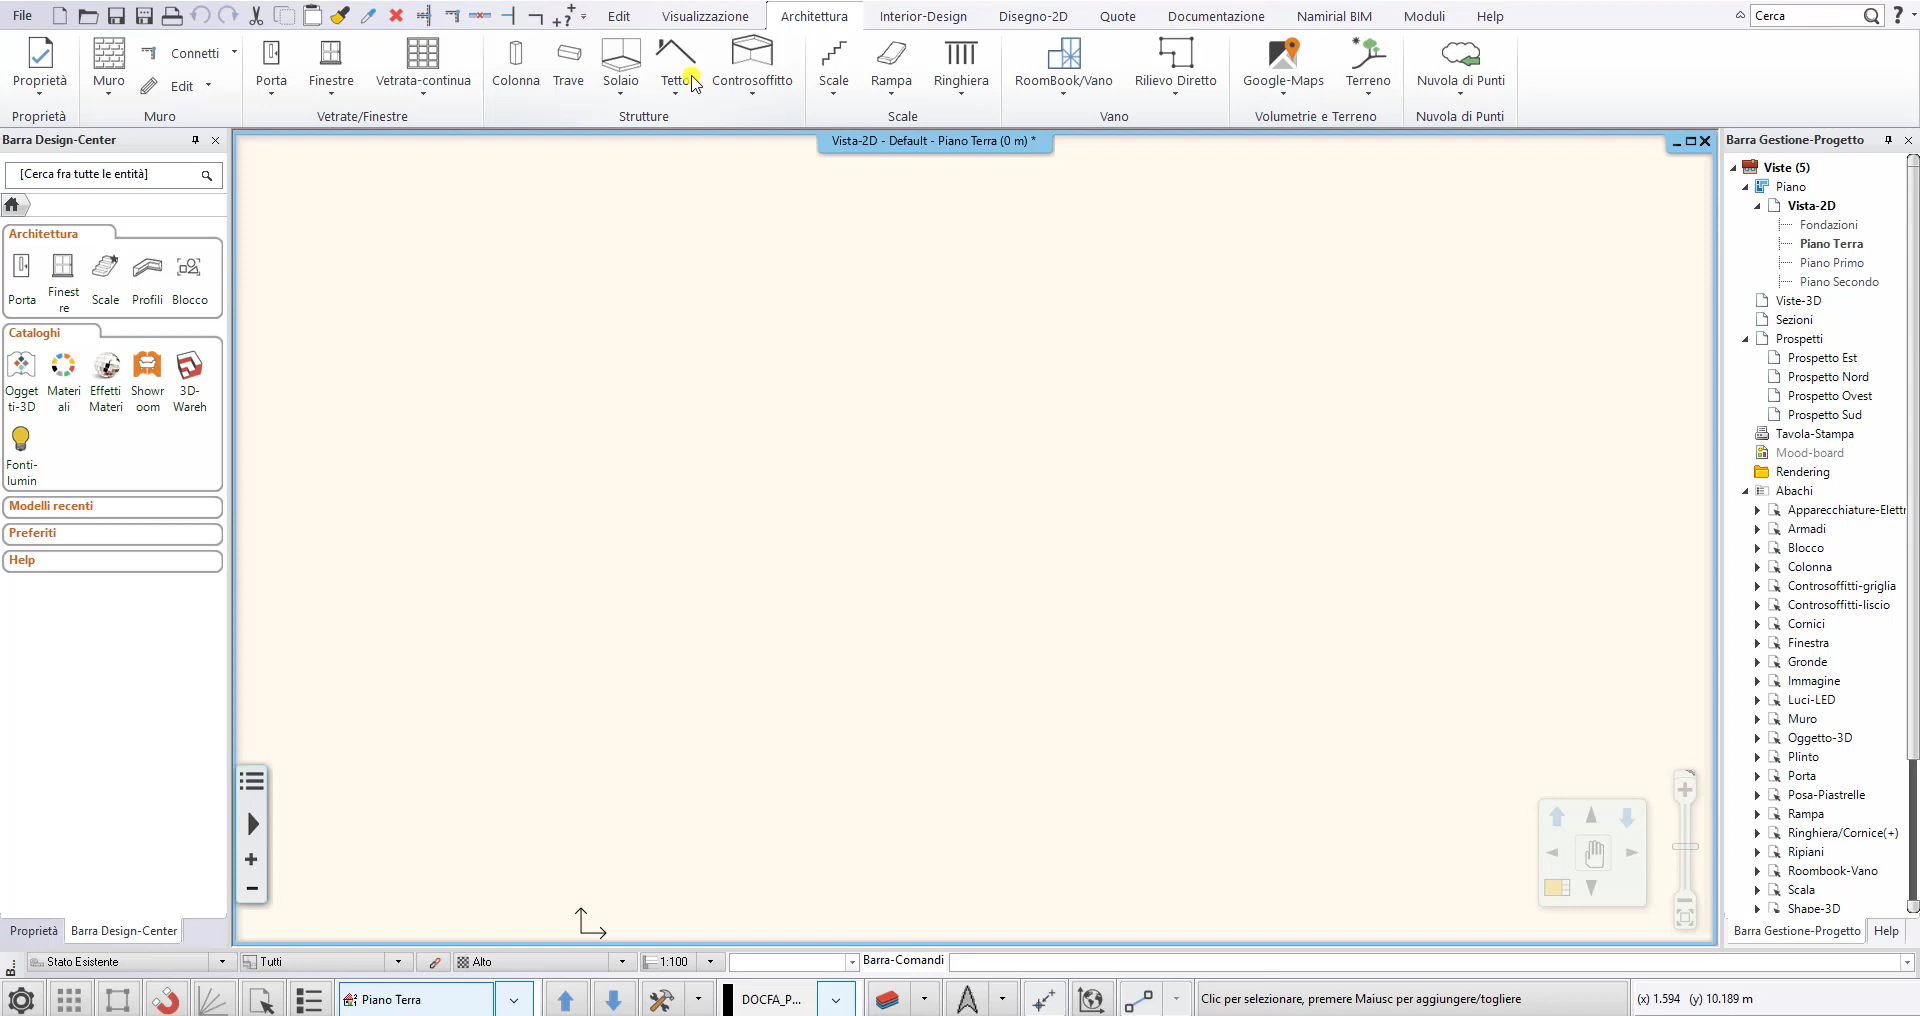 File Edit Visualizzazione Architettura Interior-Design Disegno-2D Quote Documentazione Namirial BIM Moduli Help Cerca
Proprietà Muro Connetti Edit Porta Finestre Vetrata-continua Colonna Trave Solaio Tetto Controsoffitto Scale Rampa Ringhiera RoomBook/Vano Rilievo Diretto Google-Maps Terreno Nuvola di Punti
Proprietà Muro Vetrate/Finestre Strutture Scale Vano Volumetrie e Terreno Nuvola di Punti
Barra Design-Center
[Cerca fra tutte le entità]
Architettura
Porta Finest
re Scale Profili Blocco
Cataloghi
Ogget
ti-3D Materi
ali Effetti
Materi Showr
oom 3D-
Wareh
Fonti-
lumin
Modelli recenti
Preferiti
Help
Proprietà Barra Design-Center
Vista-2D - Default - Piano Terra (0 m) *
Barra Gestione-Progetto
Viste (5)
Piano
Vista-2D
Fondazioni
Piano Terra
Piano Primo
Piano Secondo
Viste-3D
Sezioni
Prospetti
Prospetto Est
Prospetto Nord
Prospetto Ovest
Prospetto Sud
Tavola-Stampa
Mood-board
Rendering
Abachi
Apparecchiature-Elettr
Armadi
Blocco
Colonna
Controsoffitti-griglia
Controsoffitti-liscio
Cornici
Finestra
Gronde
Immagine
Luci-LED
Muro
Oggetto-3D
Plinto
Porta
Posa-Piastrelle
Rampa
Ringhiera/Cornice(+)
Ripiani
Roombook-Vano
Scala
Shape-3D
Barra Gestione-Progetto Help
B... Stato Esistente Tutti Alto 1:100 Barra-Comandi
Piano Terra DOCFA_P... Clic per selezionare, premere Maiusc per aggiungere/togliere (x) 1.594 (y) 10.189 m